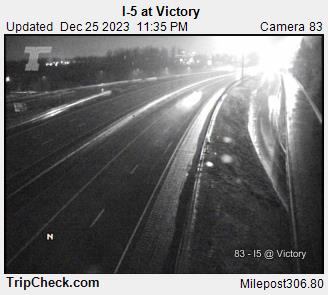 I-5 at Victory
Updated  Dec 25 2023  11:35 PM
Camera 83
T
N
83 - I5 @ Victory
TripCheck.com
Milepost306.80